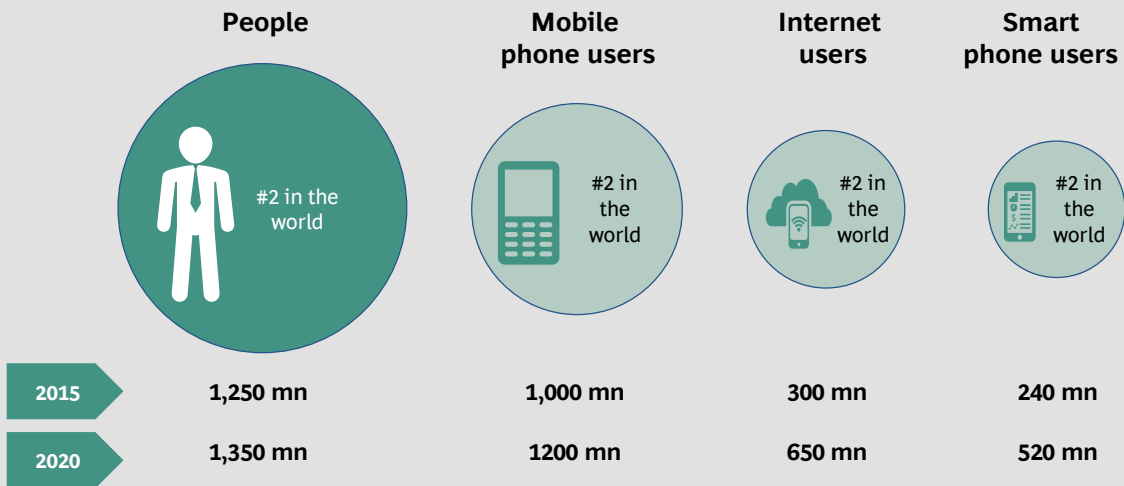 People
Mobile
phone users
Internet
users
Smart
phone users
#2 in the
world
#2 in
the
world
#2 in
the
world
#2 in
the
world
$
2015
1,250 mn
1,000 mn
300 mn
240 mn
2020
1,350 mn
1200 mn
650 mn
520 mn